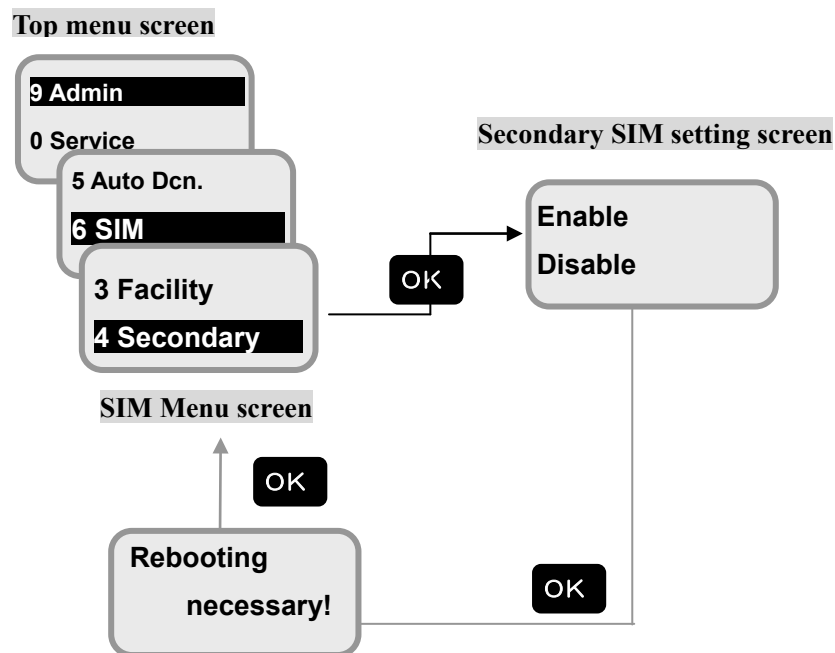 Top menu screen
9 Admin
0 Service
5 Auto Dcn.
6 SIM
3 Facility
4 Secondary
SIM Menu screen
OK
Secondary SIM setting screen
Enable
Disable
OK
Rebooting
necessary!
OK